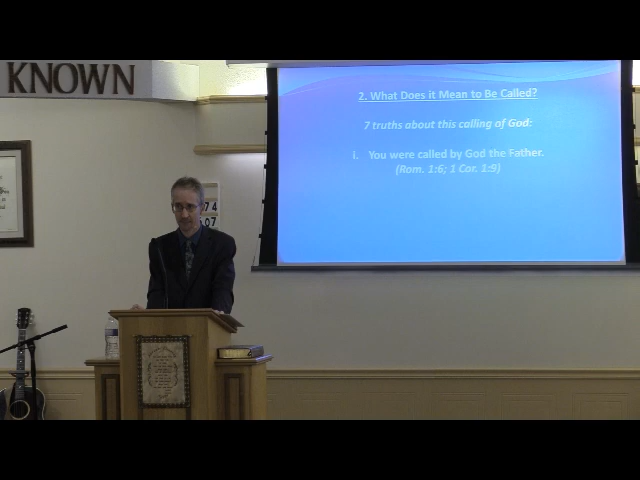 KNOWN
2. What Does it Mean to Be Called?
7 truths about this calling of God:
i. You were called by God the Father.
(Rom. 1:6; 1 Cor. 1:9)
74
07